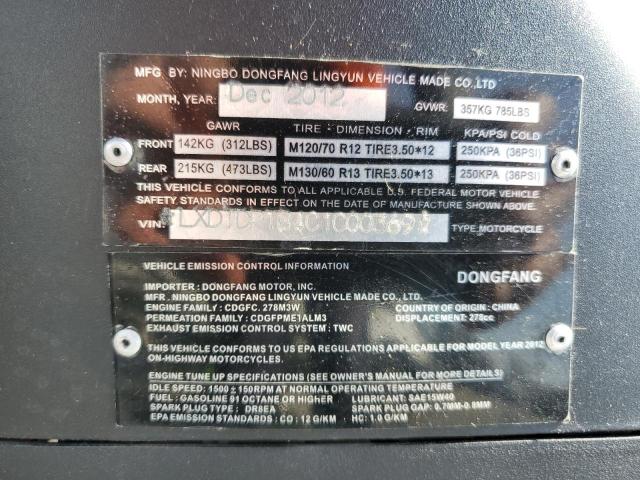 MFG BY: NINGBO DONGFANG LINGYUN VEHICLE MADE CO.,LTD
MONTH, YEAR: Dec 2012 GVWR: 357KG 785LBS
GAWR TIRE - DIMENSION - RIM KPA/PSI COLD
FRONT 142KG (312LBS) M120/70 R12 TIRE3.50*12 250KPA (36PSI)
REAR 215KG (473LBS) M130/60 R13 TIRE3.50*13 250KPA (36PSI)
THIS VEHICLE CONFORMS TO ALL APPLICABLE U.S. FEDERAL MOTOR VEHICLE
SAFETY STANDARDS IN EFFECT ON THE DATE OF MANUFACTURE SHOWN ABOVE.
VIN: TYPE:MOTORCYCLE
VEHICLE EMISSION CONTROL INFORMATION DONGFANG
IMPORTER : DONGFANG MOTOR, INC.
MFR . NINGBO DONGFANG LINGYUN VEHICLE MADE CO., LTD.
ENGINE FAMILY : CDGFC. 278M3W COUNTRY OF ORIGIN : CHINA
PERMEATION FAMILY : CDGFPME1ALM3 DISPLACEMENT: 278cc
EXHAUST EMISSION CONTROL SYSTEM : TWC
THIS VEHICLE CONFORMS TO US EPA REGULATIONS APPLICABLE FOR MODEL YEAR 2012
ON-HIGHWAY MOTORCYCLES.
ENGINE TUNE UP SPECIFICATIONS (SEE OWNER'S MANUAL FOR MORE DETAILS)
IDLE SPEED: 1500 ± 150RPM AT NORMAL OPERATING TEMPERATURE
FUEL : GASOLINE 91 OCTANE OR HIGHER LUBRICANT: SAE15W40
SPARK PLUG TYPE : DR8EA SPARK PLUG GAP: 0.7MM-0.8MM
EPA EMISSION STANDARDS : CO : 12 G/KM HC: 1.0 G/KM